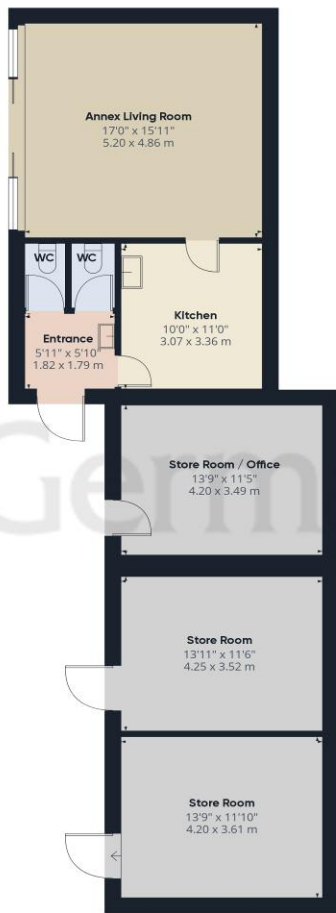 Annex Living Room
17'0" x 15'11"
5.20 x 4.86 m
WC
WC
Kitchen
10'0" x 11'0"
3.07 x 3.36 m
Entrance
5'11" x 5'10"
1.82 x 1.79 m
Germ
Store Room / Office
13'9" x 11'5"
4.20 x 3.49 m
Store Room
13'11" x 11'6"
4.25 x 3.52 m
Store Room
13'9" x 11'10"
4.20 x 3.61 m